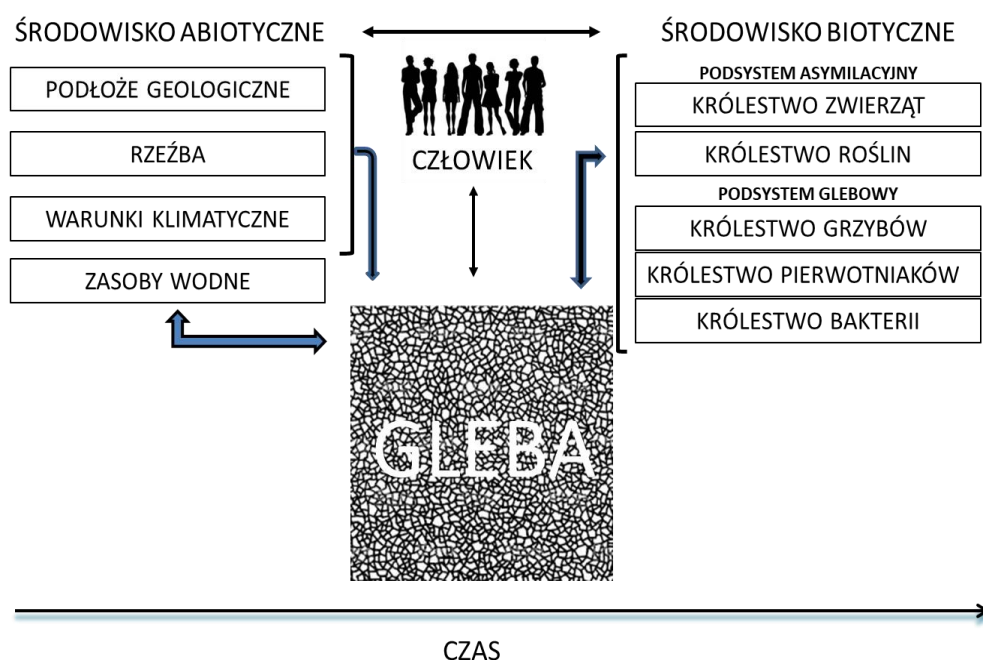 ŚRODOWISKO ABIOTYCZNE
PODŁOŻE GEOLOGICZNE
RZEŹBA
WARUNKI KLIMATYCZNE
ZASOBY WODNE
CZŁOWIEK
ŚRODOWISKO BIOTYCZNE
PODSYSTEM ASYMILACYJNY
KRÓLESTWO ZWIERZĄT
KRÓLESTWO ROŚLIN
PODSYSTEM GLEBOWY
KRÓLESTWO GRZYBÓW
KRÓLESTWO PIERWOTNIAKÓW
KRÓLESTWO BAKTERII
GLEBA
CZAS